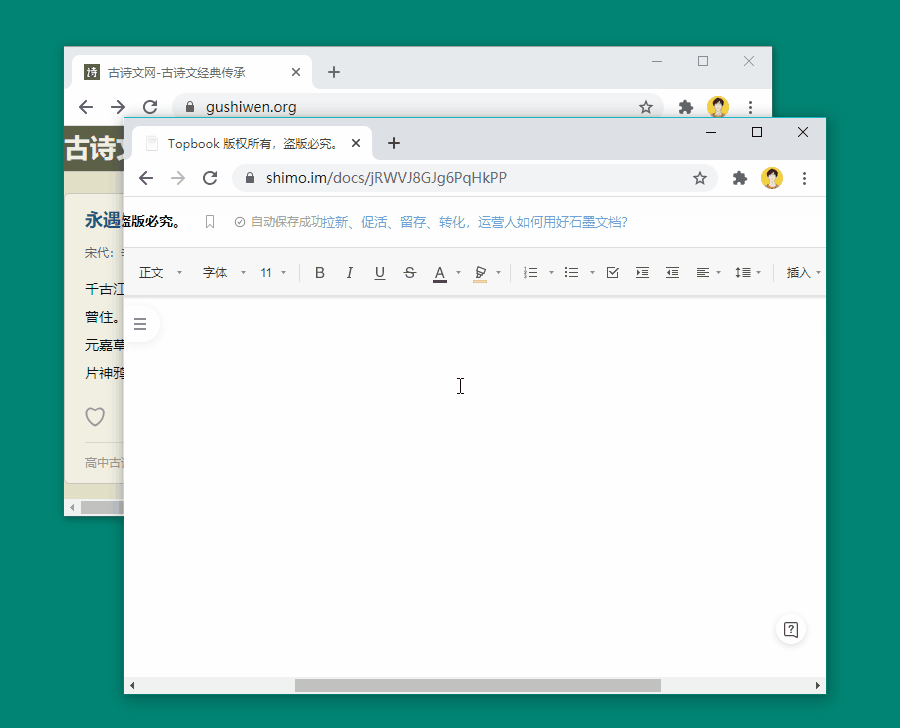 诗 古诗文网-古诗文经典传承
gushiwen.org
古诗
永遇
宋代:
千古江
曾住。
元嘉草
片神鸦
高中古
Topbook 版权所有，盗版必究。
shimo.im/docs/jRWVJ8GJg6PqHkPP
盗版必究。 自动保存成功 拉新、促活、留存、转化，运营人如何用好石墨文档?
正文 字体 11 B I U S A 插入